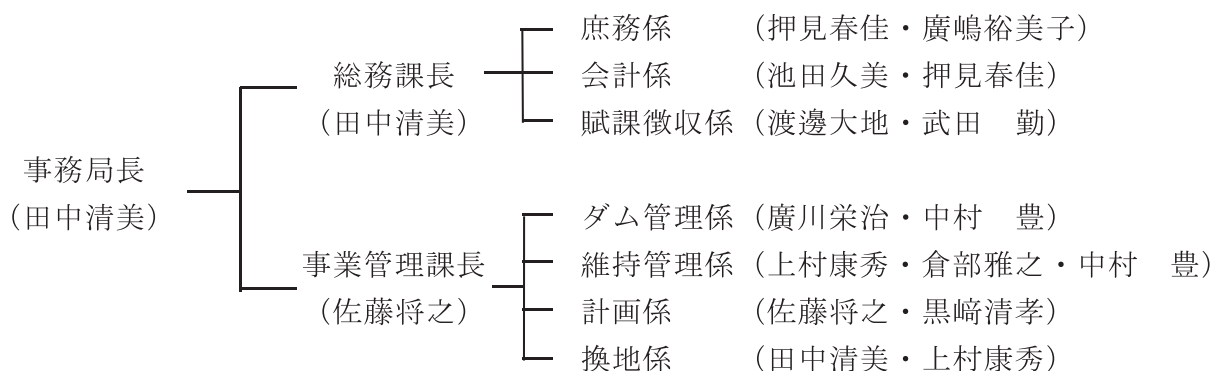 事務局長
（田中清美）
総務課長
（田中清美）
庶務係　（押見春佳・廣嶋裕美子）
会計係　（池田久美・押見春佳）
賦課徴収係（渡邊大地・武田　勤）
事業管理課長
（佐藤将之）
ダム管理係（廣川栄治・中村　豊）
維持管理係（上村康秀・倉部雅之・中村　豊）
計画係　（佐藤将之・黒﨑清孝）
換地係　（田中清美・上村康秀）